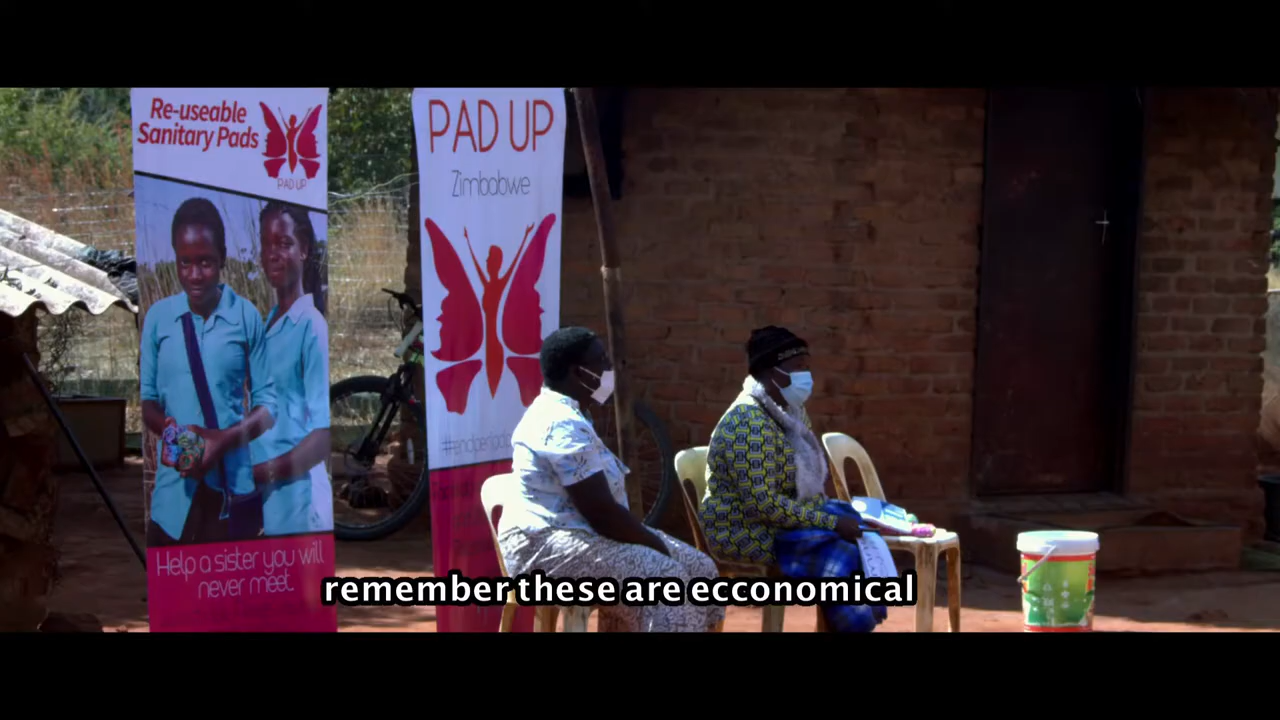 Re-useable
Sanitary Pads
PAD UP
Help a sister you will
never meet.
PAD UP
Zimbabwe
remember these are ecconomical